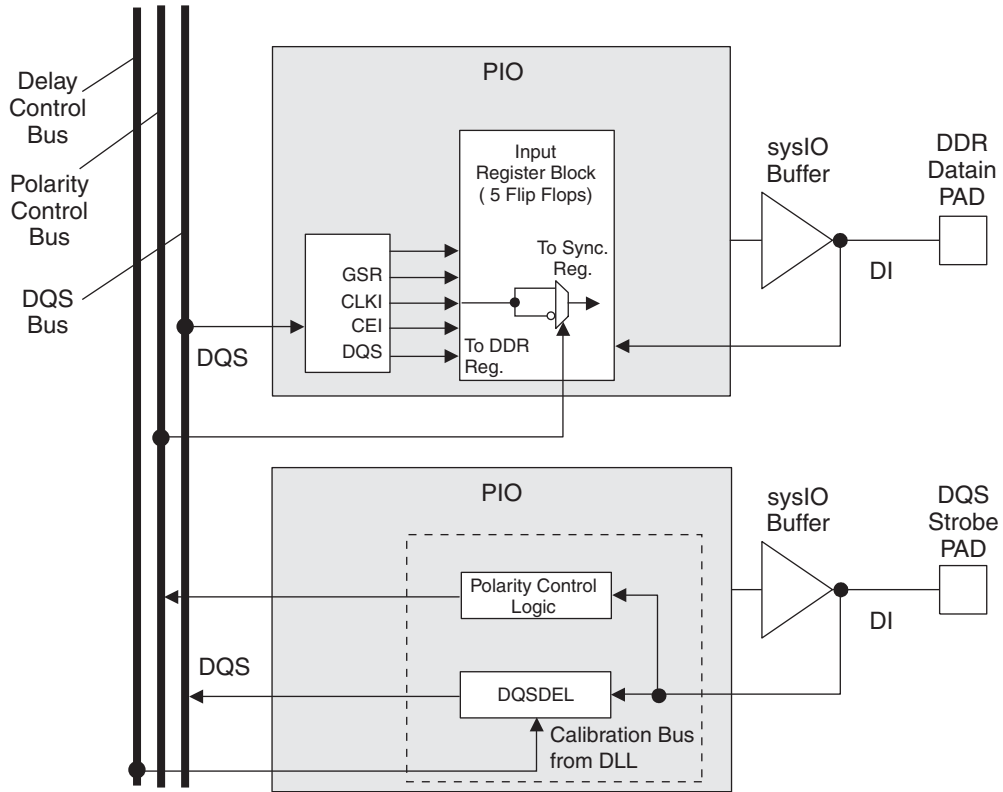 Delay
Control
Bus
Polarity
Control
Bus
DQS
Bus
PIO
Input
Register Block
( 5 Flip Flops)
To Sync.
Reg.
GSR
CLKI
CEI
DQS
To DDR
Reg.
DQS
sysIO
Buffer
DDR
Datain
PAD
DI
PIO
Polarity Control
Logic
DQSDEL
Calibration Bus
from DLL
DQS
sysIO
Buffer
DQS
Strobe
PAD
DI